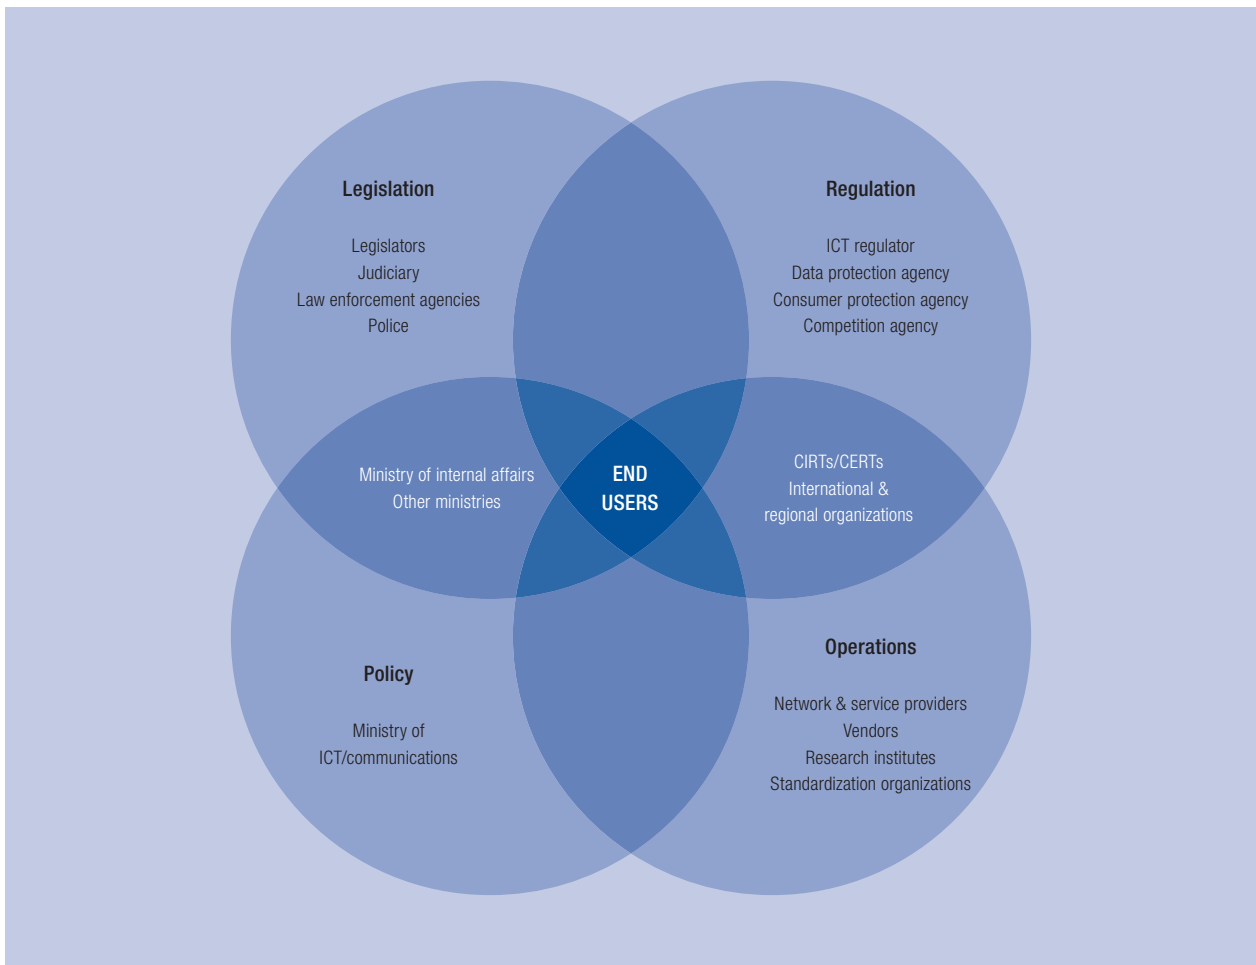 Legislation
Legislators
Judiciary
Law enforcement agencies
Police
Regulation
ICT regulator
Data protection agency
Consumer protection agency
Competition agency
Ministry of internal affairs
Other ministries
END
USERS
CIRTs/CERTs
International &
regional organizations
Policy
Ministry of
ICT/communications
Operations
Network & service providers
Vendors
Research institutes
Standardization organizations